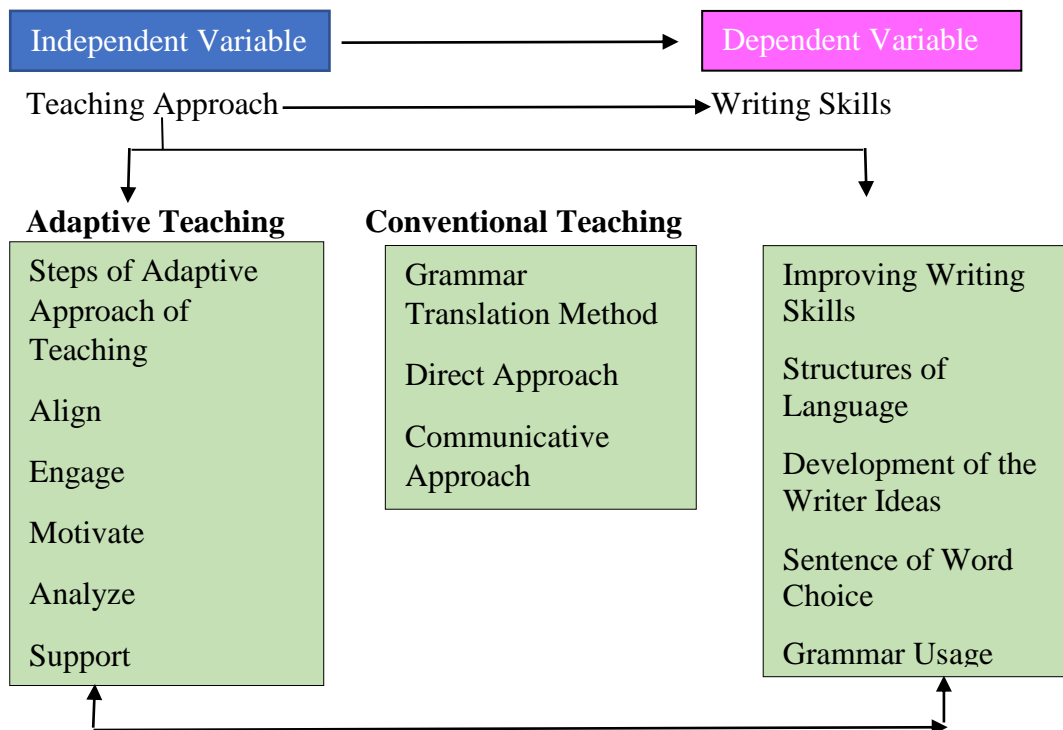 Independent Variable
Dependent Variable
Teaching Approach
Writing Skills
Adaptive Teaching
Conventional Teaching
Steps of Adaptive
Approach of
Teaching
Align
Engage
Motivate
Analyze
Support
Grammar
Translation Method
Direct Approach
Communicative
Approach
Improving Writing
Skills
Structures of
Language
Development of the
Writer Ideas
Sentence of Word
Choice
Grammar Usage